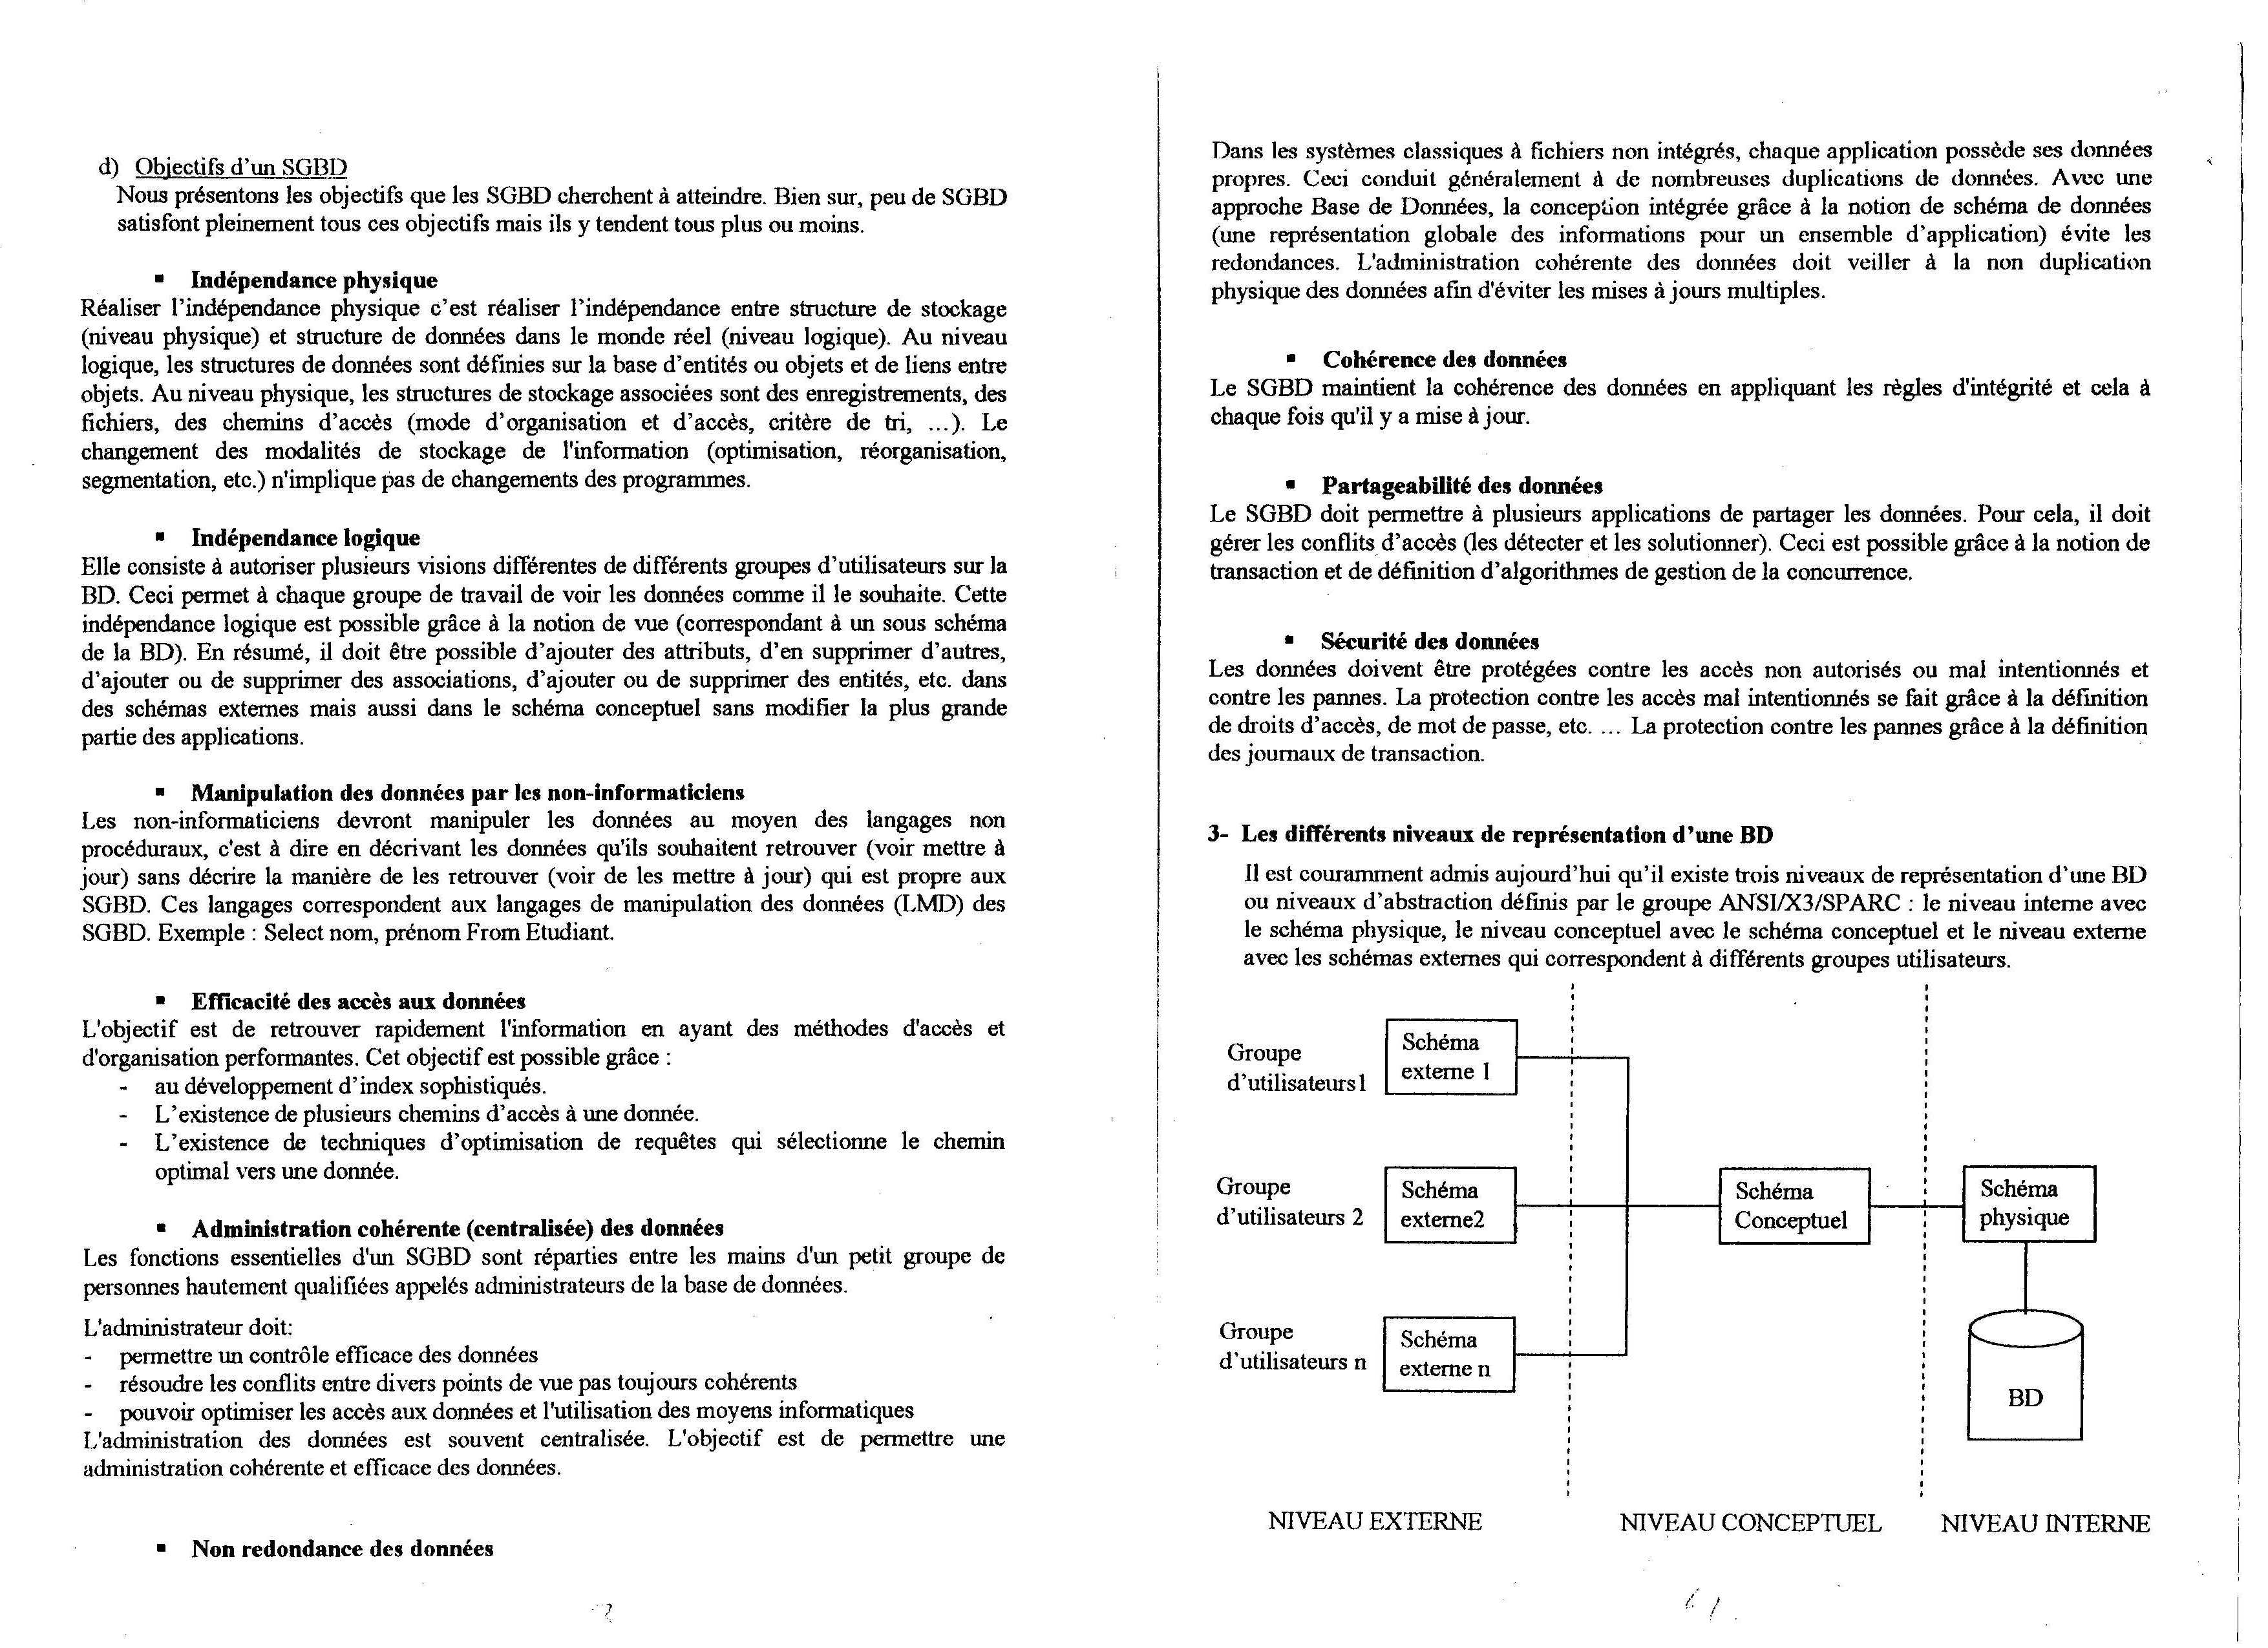 d) Objectifs d'un SGBD
Nous présentons les objectifs que les SGBD cherchent à atteindre. Bien sur, peu de SGBD
satisfont pleinement tous ces objectifs mais ils y tendent tous plus ou moins.
▪ Indépendance physique
Réaliser l'indépendance physique c'est réaliser l'indépendance entre structure de stockage
(niveau physique) et structure de données dans le monde réel (niveau logique). Au niveau
logique, les structures de données sont définies sur la base d'entités ou objets et de liens entre
objets. Au niveau physique, les structures de stockage associées sont des enregistrements, des
fichiers, des chemins d'accès (mode d'organisation et d'accès, critère de tri, …). Le
changement des modalités de stockage de l'information (optimisation, réorganisation,
segmentation, etc.) n'implique pas de changements des programmes.
▪ Indépendance logique
Elle consiste à autoriser plusieurs visions différentes de différents groupes d'utilisateurs sur la
BD. Ceci permet à chaque groupe de travail de voir les données comme il le souhaite. Cette
indépendance logique est possible grâce à la notion de vue (correspondant à un sous schéma
de la BD). En résumé, il doit être possible d'ajouter des attributs, d'en supprimer d'autres,
d'ajouter ou de supprimer des associations, d'ajouter ou de supprimer des entités, etc. dans
des schémas externes mais aussi dans le schéma conceptuel sans modifier la plus grande
partie des applications.
▪ Manipulation des données par les non-informaticiens
Les non-informaticiens devront manipuler les données au moyen des langages non
procéduraux, c'est à dire en décrivant les données qu'ils souhaitent retrouver (voir mettre à
jour) sans décrire la manière de les retrouver (voir de les mettre à jour) qui est propre aux
SGBD. Ces langages correspondent aux langages de manipulation des données (LMD) des
SGBD. Exemple : Select nom, prénom From Etudiant.
▪ Efficacité des accès aux données
L'objectif est de retrouver rapidement l'information en ayant des méthodes d'accès et
d'organisation performantes. Cet objectif est possible grâce :
- au développement d'index sophistiqués.
- L'existence de plusieurs chemins d'accès à une donnée.
- L'existence de techniques d'optimisation de requêtes qui sélectionne le chemin
optimal vers une donnée.
▪ Administration cohérente (centralisée) des données
Les fonctions essentielles d'un SGBD sont réparties entre les mains d'un petit groupe de
personnes hautement qualifiées appelés administrateurs de la base de données.
L'administrateur doit:
- permettre un contrôle efficace des données
- résoudre les conflits entre divers points de vue pas toujours cohérents
- pouvoir optimiser les accès aux données et l'utilisation des moyens informatiques
L'administration des données est souvent centralisée. L'objectif est de permettre une
administration cohérente et efficace des données.
▪ Non redondance des données
Dans les systèmes classiques à fichiers non intégrés, chaque application possède ses données
propres. Ceci conduit généralement à de nombreuses duplications de données. Avec une
approche Base de Données, la conception intégrée grâce à la notion de schéma de données
(une représentation globale des informations pour un ensemble d'application) évite les
redondances. L'administration cohérente des données doit veiller à la non duplication
physique des données afin d'éviter les mises à jours multiples.
▪ Cohérence des données
Le SGBD maintient la cohérence des données en appliquant les règles d'intégrité et cela à
chaque fois qu'il y a mise à jour.
▪ Partageabilité des données
Le SGBD doit permettre à plusieurs applications de partager les données. Pour cela, il doit
gérer les conflits d'accès (les détecter et les solutionner). Ceci est possible grâce à la notion de
transaction et de définition d'algorithmes de gestion de la concurrence.
▪ Sécurité des données
Les données doivent être protégées contre les accès non autorisés ou mal intentionnés et
contre les pannes. La protection contre les accès mal intentionnés se fait grâce à la définition
de droits d'accès, de mot de passe, etc. … La protection contre les pannes grâce à la définition
des journaux de transaction.
3- Les différents niveaux de représentation d'une BD
Il est couramment admis aujourd'hui qu'il existe trois niveaux de représentation d'une BD
ou niveaux d'abstraction définis par le groupe ANSI/X3/SPARC : le niveau interne avec
le schéma physique, le niveau conceptuel avec le schéma conceptuel et le niveau externe
avec les schémas externes qui correspondent à différents groupes utilisateurs.
Groupe
d'utilisateurs1
Schéma
externe 1
Groupe
d'utilisateurs 2
Schéma
externe2
Schéma
Conceptuel
Schéma
physique
Groupe
d'utilisateurs n
Schéma
externe n
BD
NIVEAU EXTERNE
NIVEAU CONCEPTUEL
NIVEAU INTERNE